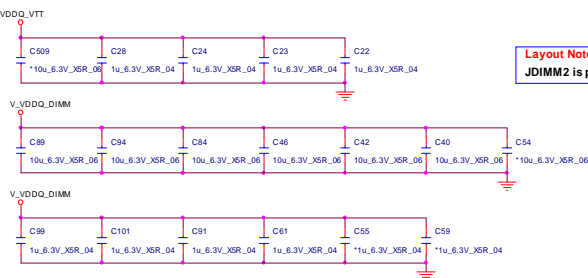 VDDQ_VTT
C509 C28 C24 C23 C22
*10u_6.3V_X5R_06 1u_6.3V_X5R_04 1u_6.3V_X5R_04 1u_6.3V_X5R_04 1u_6.3V_X5R_04
Layout Note
JDIMM2 is p
V_VDDQ_DIMM
C89 C94 C84 C46 C42 C40 C54
10u_6.3V_X5R_06 10u_6.3V_X5R_06 10u_6.3V_X5R_06 10u_6.3V_X5R_06 10u_6.3V_X5R_06 10u_6.3V_X5R_06 *10u_6.3V_X5R_06
V_VDDQ_DIMM
C99 C101 C91 C61 C55 C59
1u_6.3V_X5R_04 1u_6.3V_X5R_04 1u_6.3V_X5R_04 1u_6.3V_X5R_04 *1u_6.3V_X5R_04 *1u_6.3V_X5R_04